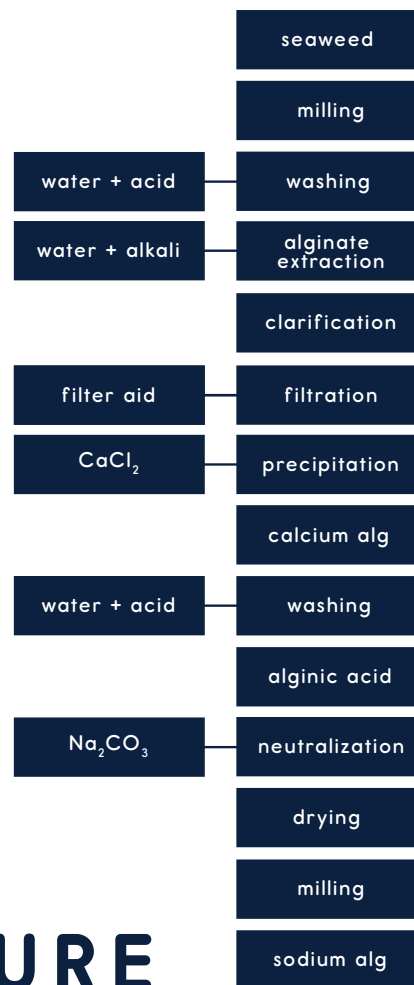 seaweed
milling
water + acid
washing
water + alkali
alginate
extraction
clarification
filter aid
filtration
CaCl₂
precipitation
calcium alg
water + acid
washing
alginic acid
Na₂CO₃
neutralization
drying
milling
sodium alg
URE